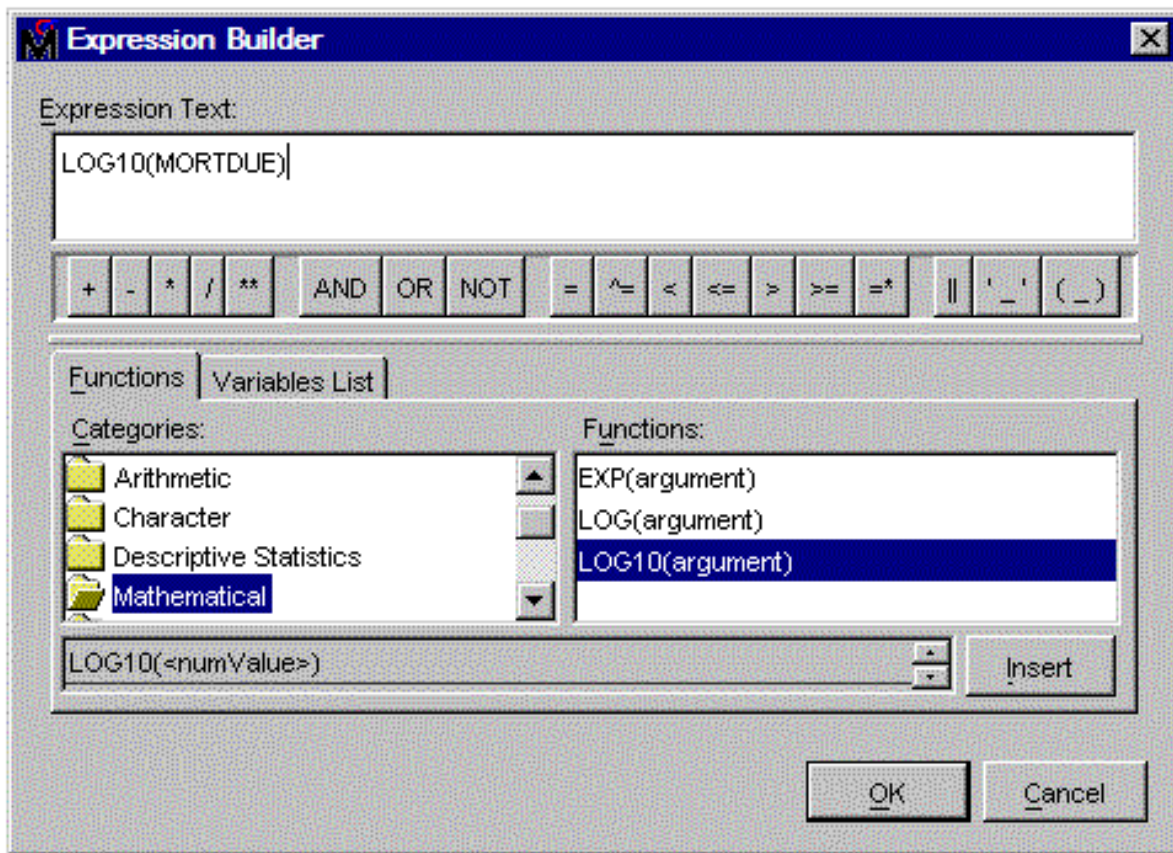 Expression Builder
Expression Text:
LOG10(MORTDUE)
+ - * / ** AND OR NOT = ^= < <= > >= =* || '_' (_)
Functions Variables List
Categories: Functions:
Arithmetic EXP(argument)
Character LOG(argument)
Descriptive Statistics LOG10(argument)
Mathematical
LOG10(<numValue>) Insert
OK Cancel